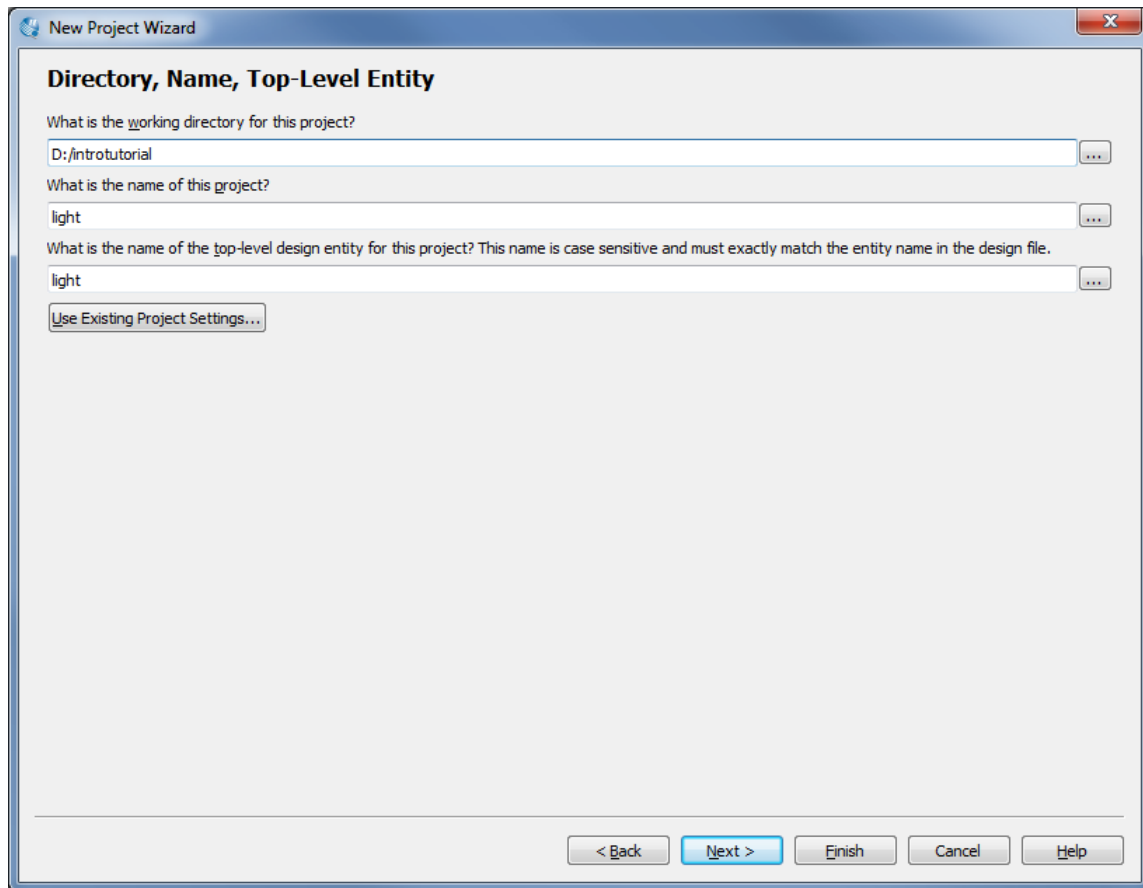 New Project Wizard
Directory, Name, Top-Level Entity
What is the working directory for this project?
D:/introtutorial
...
What is the name of this project?
light
...
What is the name of the top-level design entity for this project? This name is case sensitive and must exactly match the entity name in the design file.
light
...
Use Existing Project Settings...
< Back Next > Finish Cancel Help